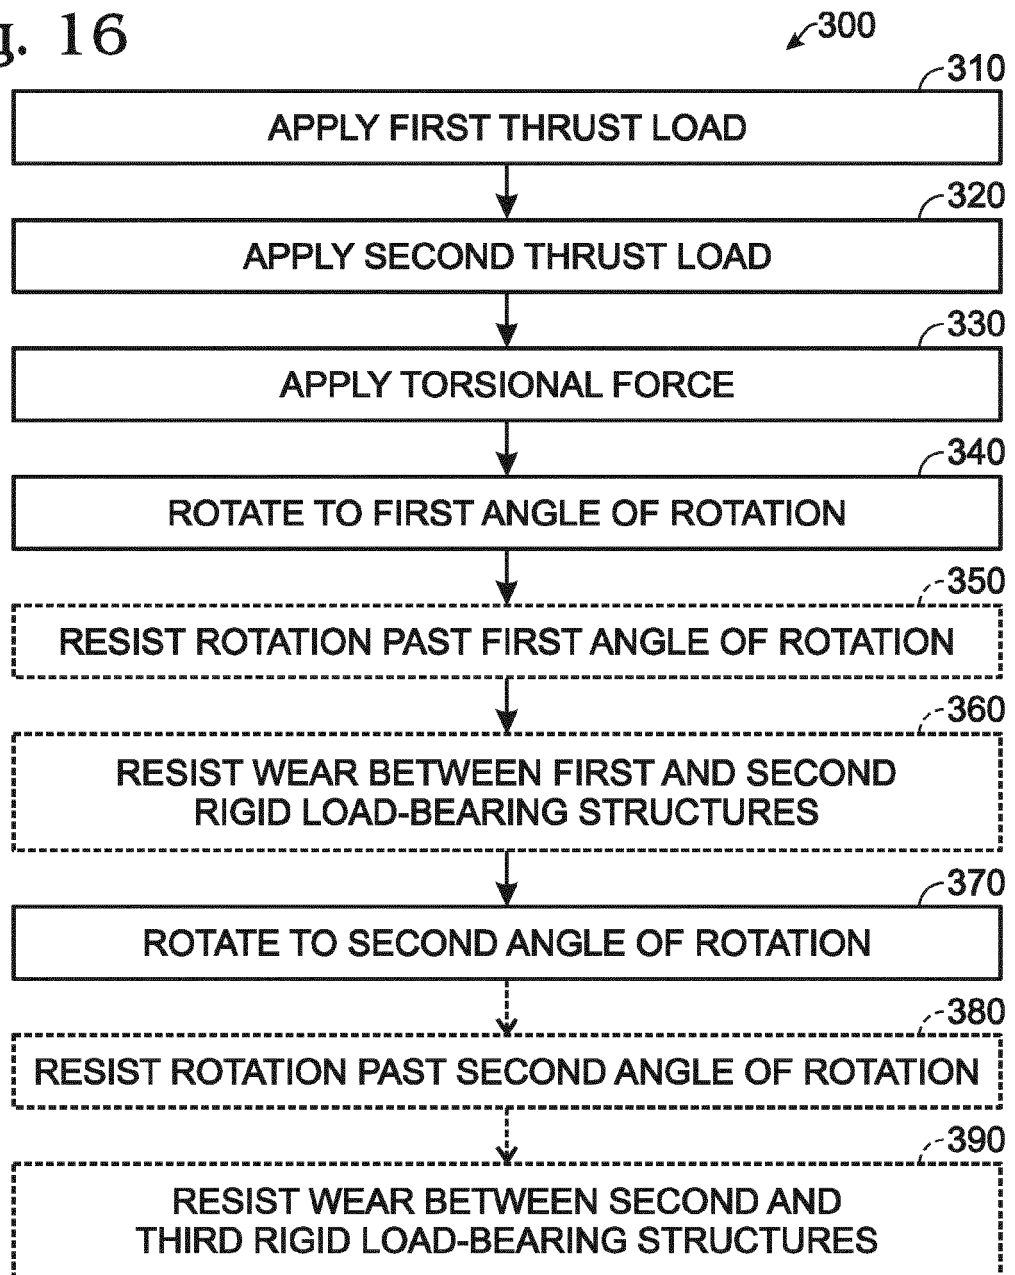 g. 16
300
310
APPLY FIRST THRUST LOAD
320
APPLY SECOND THRUST LOAD
330
APPLY TORSIONAL FORCE
340
ROTATE TO FIRST ANGLE OF ROTATION
350
RESIST ROTATION PAST FIRST ANGLE OF ROTATION
360
RESIST WEAR BETWEEN FIRST AND SECOND
RIGID LOAD-BEARING STRUCTURES
370
ROTATE TO SECOND ANGLE OF ROTATION
380
RESIST ROTATION PAST SECOND ANGLE OF ROTATION
390
RESIST WEAR BETWEEN SECOND AND
THIRD RIGID LOAD-BEARING STRUCTURES